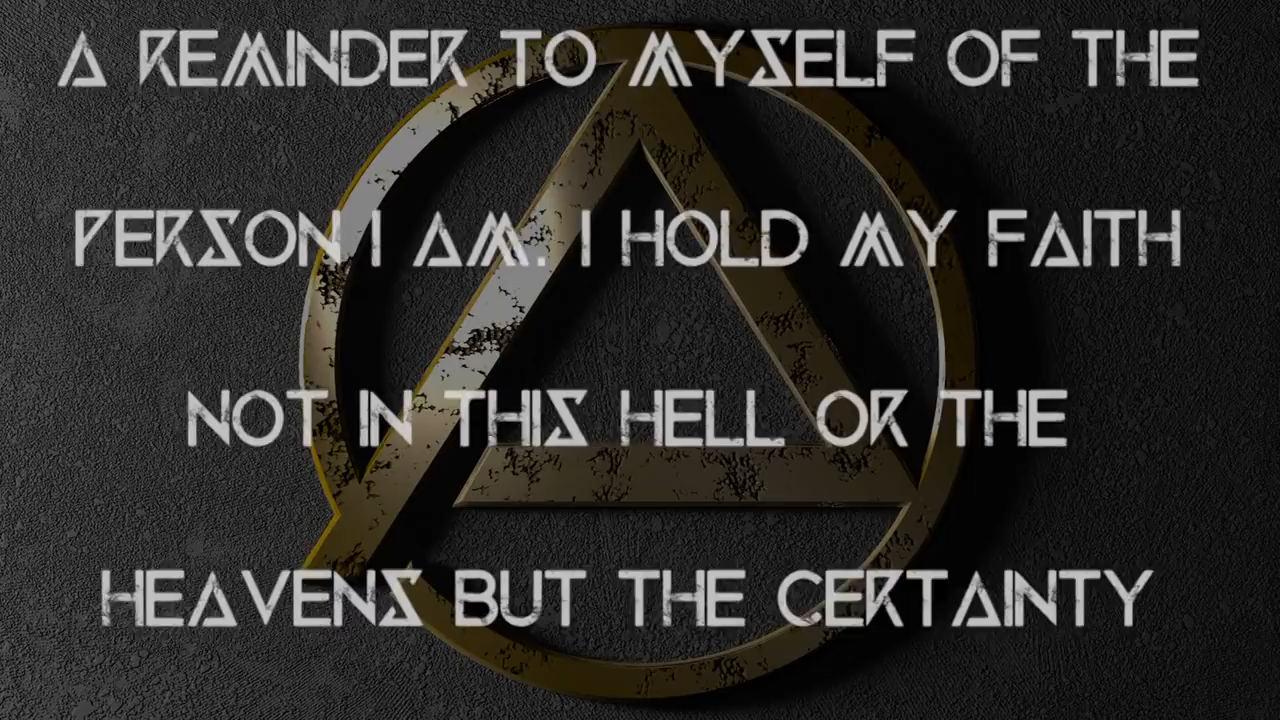 A REMINDER TO MYSELF OF THE
PERSON I AM. I HOLD MY FAITH
NOT IN THIS HELL OR THE
HEAVENS BUT THE CERTAINTY